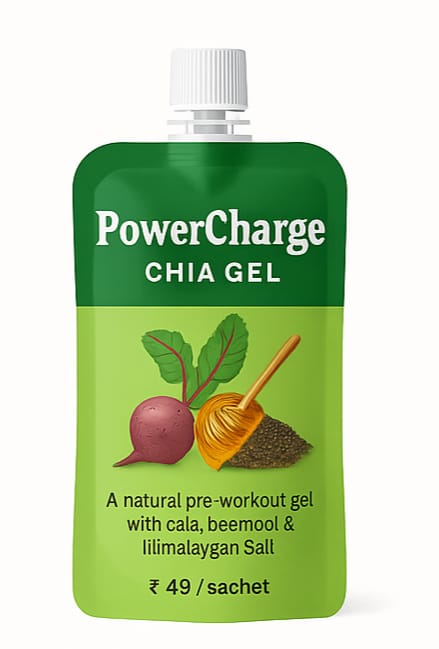 PowerCharge
CHIA GEL
A natural pre-workout gel
with cala, beemool &
lilimalaygan Sall
₹ 49 / sachet